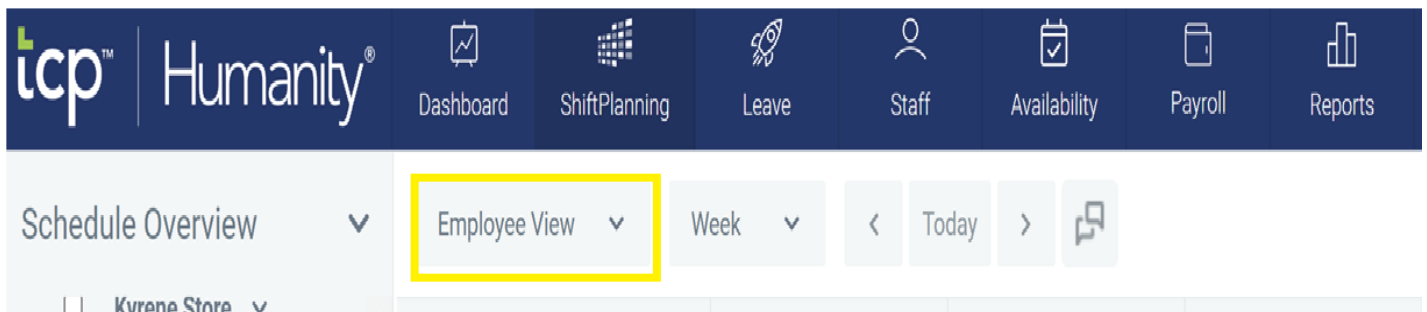 tcp™ Humanity®
Dashboard ShiftPlanning Leave Staff Availability Payroll Reports
Schedule Overview Employee View Week Today
Kyrene Store